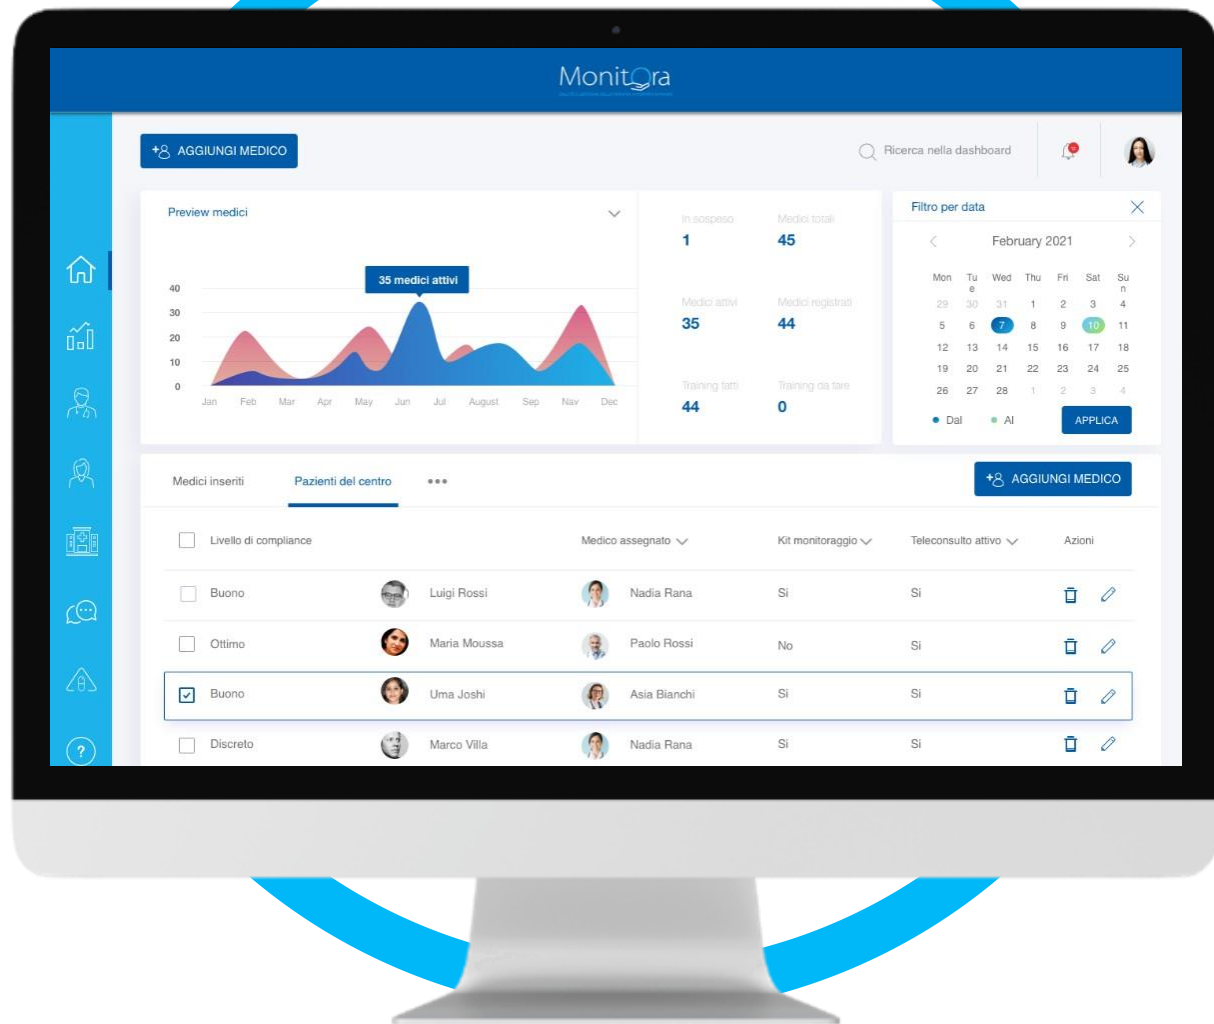 Monitora
AGGIUNGI MEDICO
Ricerca nella dashboard
Preview medici
35 medici attivi
40
30
20
10
0
Jan Feb Mar Apr May Jun Jul August Sep Nav Dec
In sospeso
1
Medici totali
45
Medici attivi
35
Medici registrati
44
Training fatti
44
Training da fare
0
Filtro per data
February 2021
Mon Tu Wed Thu Fri Sat Su
e n
29 30 31 1 2 3 4
5 6 7 8 9 10 11
12 13 14 15 16 17 18
19 20 21 22 23 24 25
26 27 28 1 2 3 4
Dal Al APPLICA
Medici inseriti Pazienti del centro
AGGIUNGI MEDICO
Livello di compliance Medico assegnato Kit monitoraggio Teleconsulto attivo Azioni
Buono Luigi Rossi Nadia Rana Si Si
Ottimo Maria Moussa Paolo Rossi No Si
Buono Uma Joshi Asia Bianchi Si Si
Discreto Marco Villa Nadia Rana Si Si
?